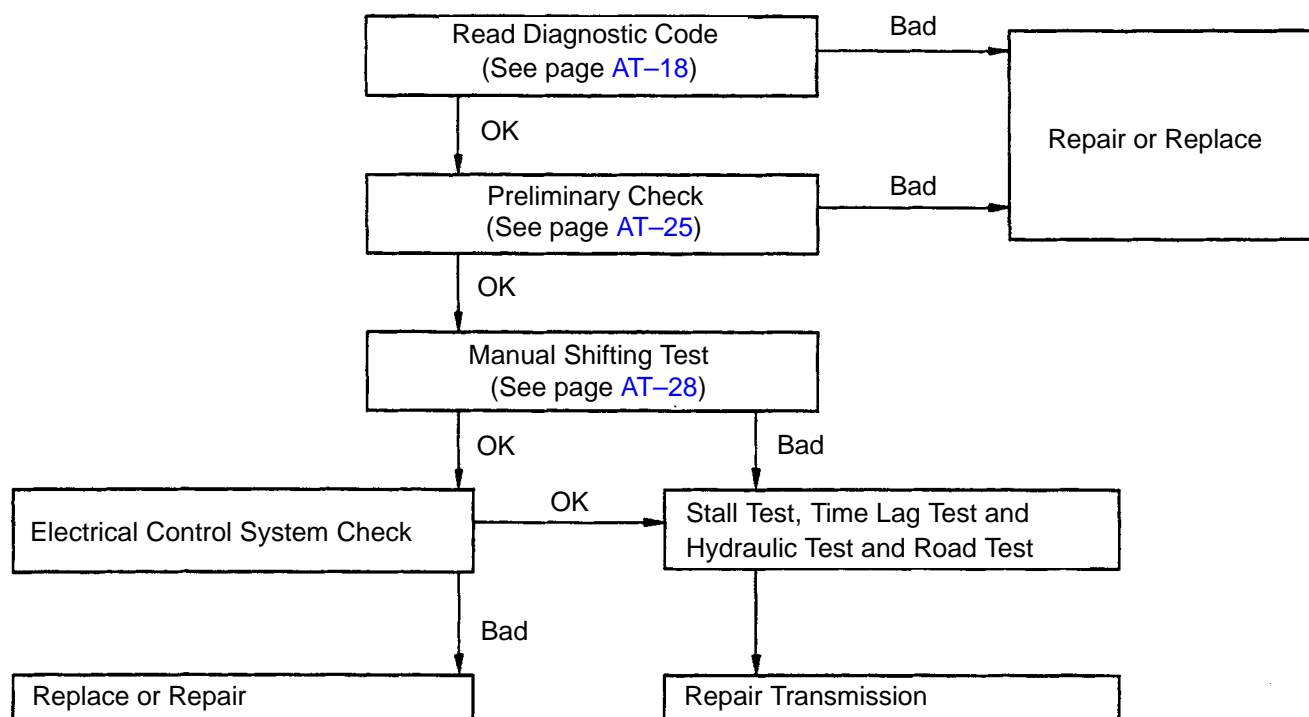 Read Diagnostic Code
(See page AT–18)
Bad
Repair or Replace
OK
Preliminary Check
(See page AT–25)
Bad
OK
Manual Shifting Test
(See page AT–28)
OK
Bad
Electrical Control System Check
OK
Stall Test, Time Lag Test and
Hydraulic Test and Road Test
Bad
Replace or Repair
Repair Transmission